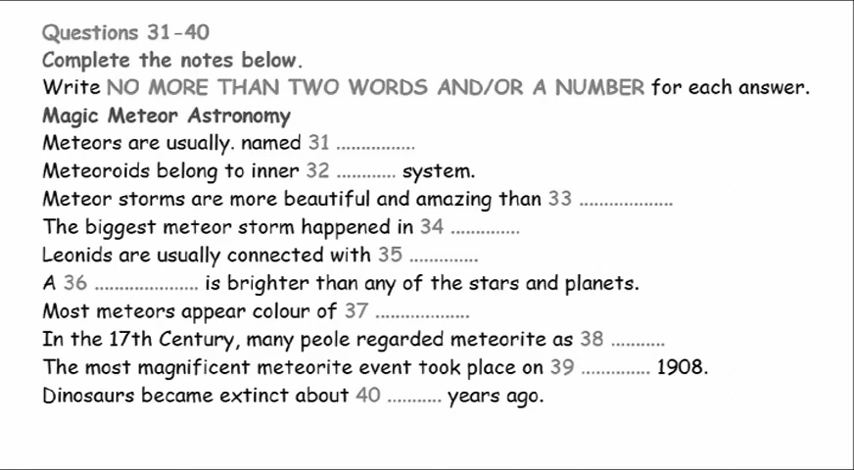 Questions 31-40
Complete the notes below.
Write NO MORE THAN TWO WORDS AND/OR A NUMBER for each answer.
Magic Meteor Astronomy
Meteors are usually. named 31 ................
Meteoroids belong to inner 32 ............ system.
Meteor storms are more beautiful and amazing than 33 ...................
The biggest meteor storm happened in 34 ..............
Leonids are usually connected with 35 ..............
A 36 ..................... is brighter than any of the stars and planets.
Most meteors appear colour of 37 ...................
In the 17th Century, many peole regarded meteorite as 38 ...........
The most magnificent meteorite event took place on 39 .............. 1908.
Dinosaurs became extinct about 40 ........... years ago.